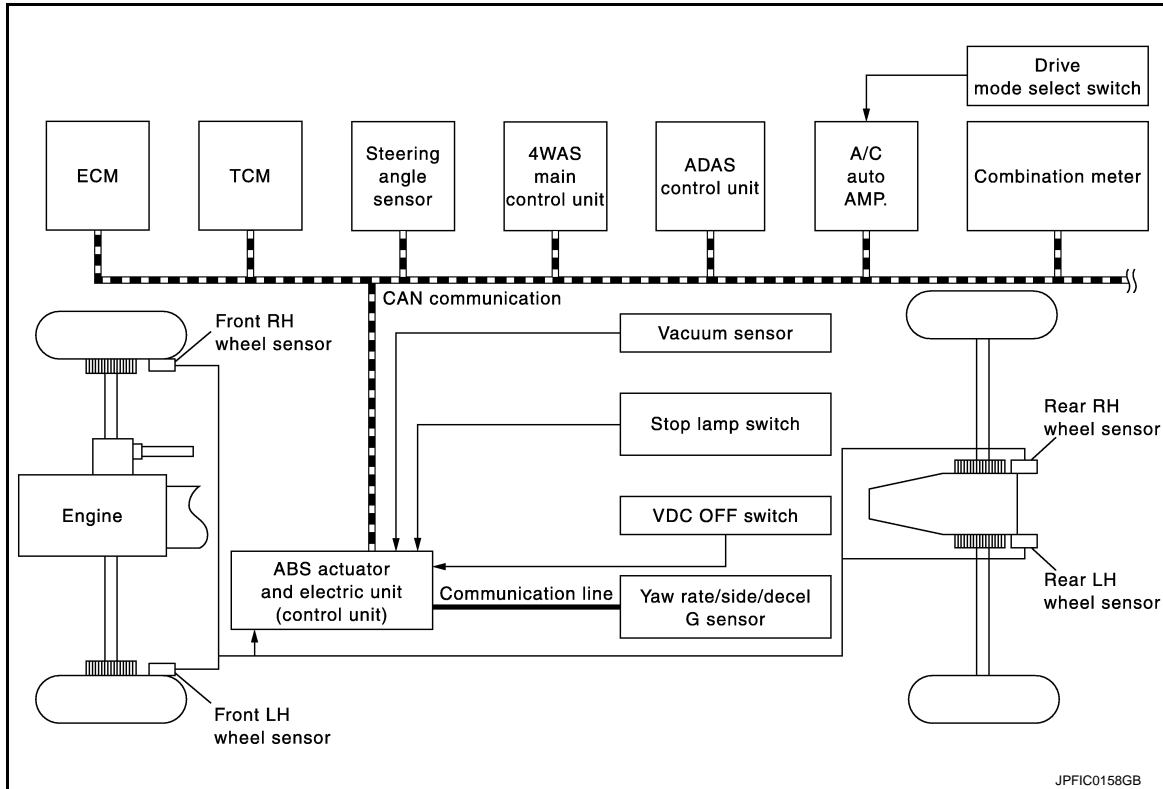 Drive
mode select switch
ECM
TCM
Steering
angle
sensor
4WAS
main
control unit
ADAS
control unit
A/C
auto
AMP.
Combination meter
CAN communication
Front RH
wheel sensor
Vacuum sensor
Stop lamp switch
Rear RH
wheel sensor
Engine
VDC OFF switch
ABS actuator
and electric unit
(control unit)
Communication line
Yaw rate/side/decel
G sensor
Rear LH
wheel sensor
Front LH
wheel sensor
JPFIC0158GB